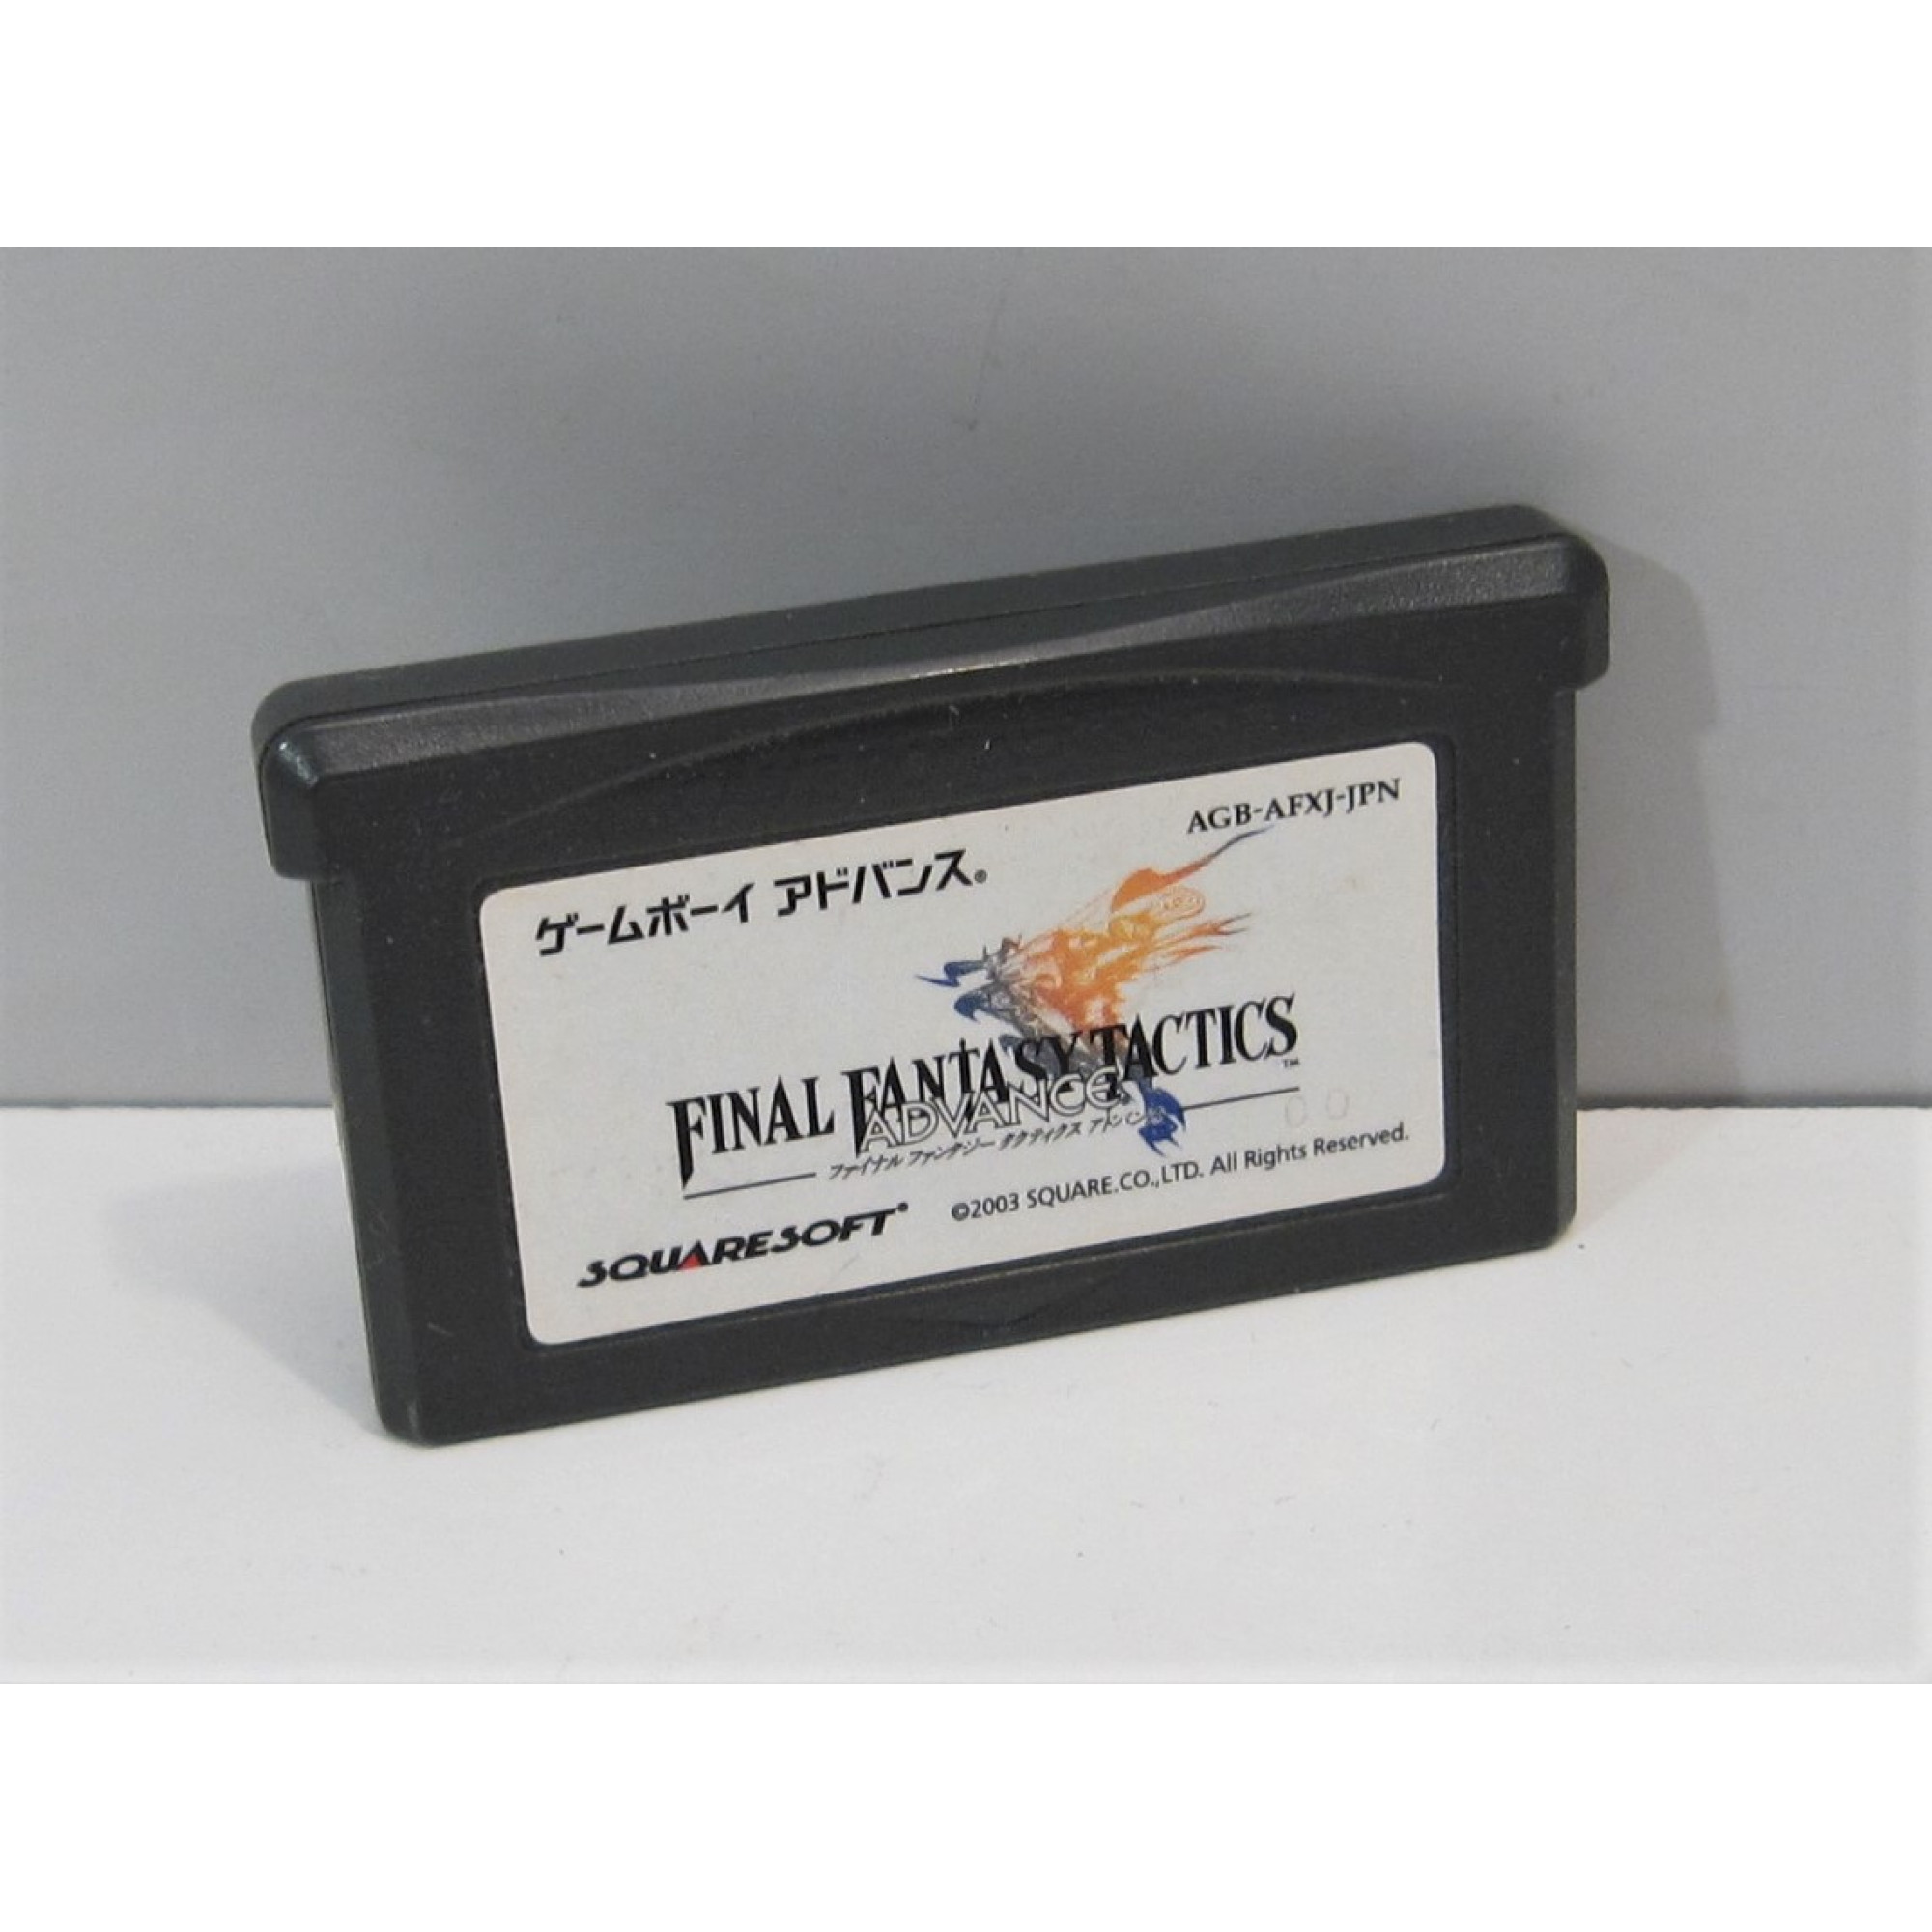 AGB-AFXJ-JPN
ゲームボーイ アドバンス®
FINAL FANTASY TACTICS™
ADVANCE
ファイナル ファンタジー タクティクス アドバンス
00
SQUARESOFT®
©2003 SQUARE.CO.,LTD. All Rights Reserved.